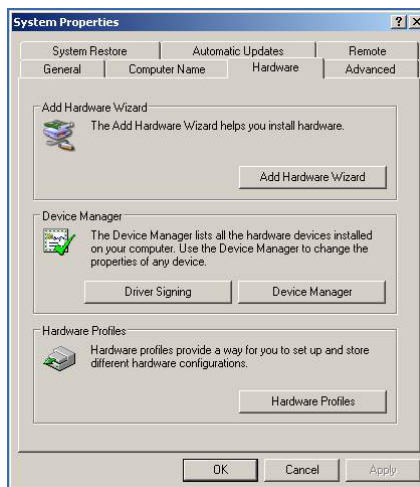 System Properties
System Restore Automatic Updates Remote
General Computer Name Hardware Advanced
Add Hardware Wizard
The Add Hardware Wizard helps you install hardware.
Add Hardware Wizard
Device Manager
The Device Manager lists all the hardware devices installed
on your computer. Use the Device Manager to change the
properties of any device.
Driver Signing Device Manager
Hardware Profiles
Hardware profiles provide a way for you to set up and store
different hardware configurations.
Hardware Profiles
OK Cancel Apply